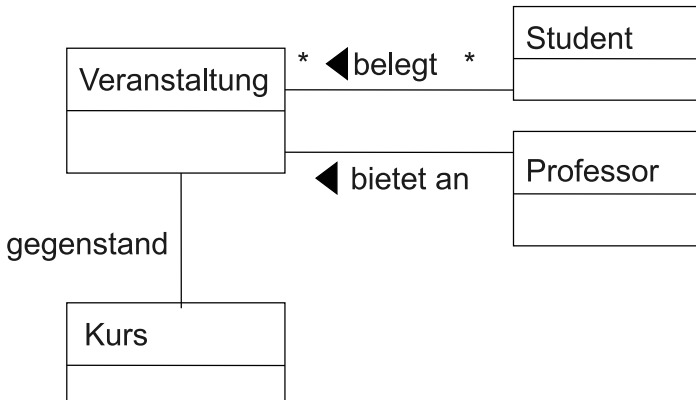 Student
Veranstaltung
* ◀ belegt *
Professor
◀ bietet an
gegenstand
Kurs